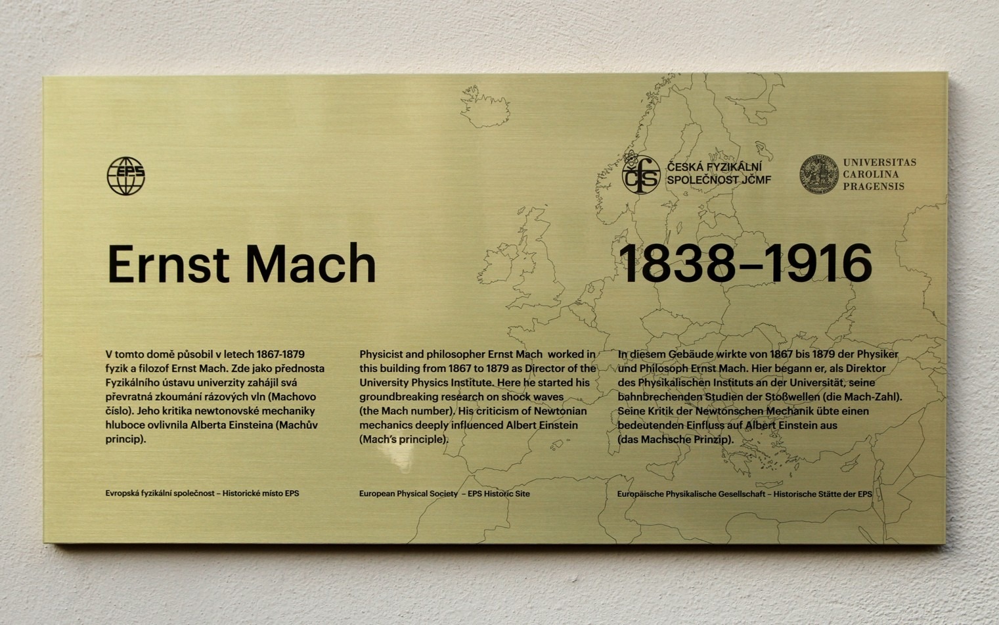 EPS
čfs
ČESKÁ FYZIKÁLNÍ
SPOLEČNOST JČMF
UNIVERSITAS
CAROLINA
PRAGENSIS
Ernst Mach
1838–1916
V tomto domě působil v letech 1867-1879
fyzik a filozof Ernst Mach. Zde jako přednosta
Fyzikálního ústavu univerzity zahájil svá
převratná zkoumání rázových vln (Machovo
číslo). Jeho kritika newtonovské mechaniky
hluboce ovlivnila Alberta Einsteina (Machův
princip).
Evropská fyzikální společnost – Historické místo EPS
Physicist and philosopher Ernst Mach worked in
this building from 1867 to 1879 as Director of the
University Physics Institute. Here he started his
groundbreaking research on shock waves
(the Mach number). His criticism of Newtonian
mechanics deeply influenced Albert Einstein
(Mach's principle).
European Physical Society – EPS Historic Site
In diesem Gebäude wirkte von 1867 bis 1879 der Physiker
und Philosoph Ernst Mach. Hier begann er, als Direktor
des Physikalischen Instituts an der Universität, seine
bahnbrechenden Studien der Stoßwellen (die Mach-Zahl).
Seine Kritik der Newtonschen Mechanik übte einen
bedeutenden Einfluss auf Albert Einstein aus
(das Machsche Prinzip).
Europäische Physikalische Gesellschaft – Historische Stätte der EPS